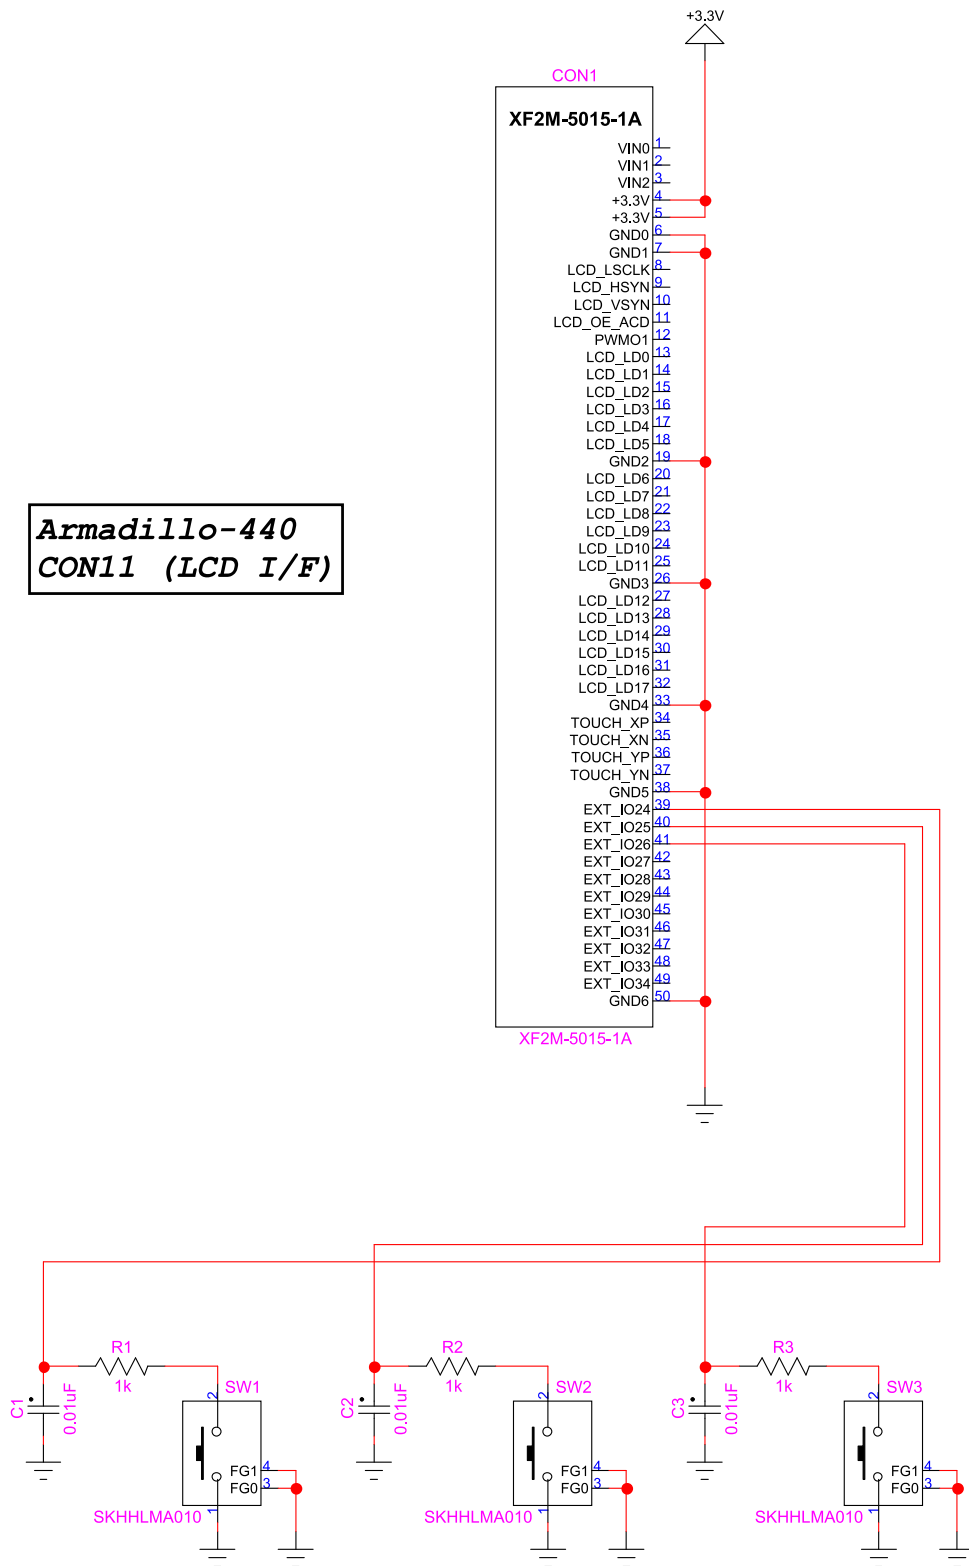 +3.3V
CON1
XF2M-5015-1A
VIN0 1
VIN1 2
VIN2 3
+3.3V 4
+3.3V 5
GND0 6
GND1 7
LCD_LSCLK 8
LCD_HSYN 9
LCD_VSYN 10
LCD_OE_ACD 11
PWMO1 12
LCD_LD0 13
LCD_LD1 14
LCD_LD2 15
LCD_LD3 16
LCD_LD4 17
LCD_LD5 18
GND2 19
LCD_LD6 20
LCD_LD7 21
LCD_LD8 22
LCD_LD9 23
LCD_LD10 24
LCD_LD11 25
GND3 26
LCD_LD12 27
LCD_LD13 28
LCD_LD14 29
LCD_LD15 30
LCD_LD16 31
LCD_LD17 32
GND4 33
TOUCH_XP 34
TOUCH_XN 35
TOUCH_YP 36
TOUCH_YN 37
GND5 38
EXT_IO24 39
EXT_IO25 40
EXT_IO26 41
EXT_IO27 42
EXT_IO28 43
EXT_IO29 44
EXT_IO30 45
EXT_IO31 46
EXT_IO32 47
EXT_IO33 48
EXT_IO34 49
GND6 50
XF2M-5015-1A
Armadillo-440
CON11 (LCD I/F)
R1
1k
C1
0.01uF
SW1
2
FG1 4
FG0 3
1
SKHHLMA010
R2
1k
C2
0.01uF
SW2
2
FG1 4
FG0 3
1
SKHHLMA010
R3
1k
C3
0.01uF
SW3
2
FG1 4
FG0 3
1
SKHHLMA010